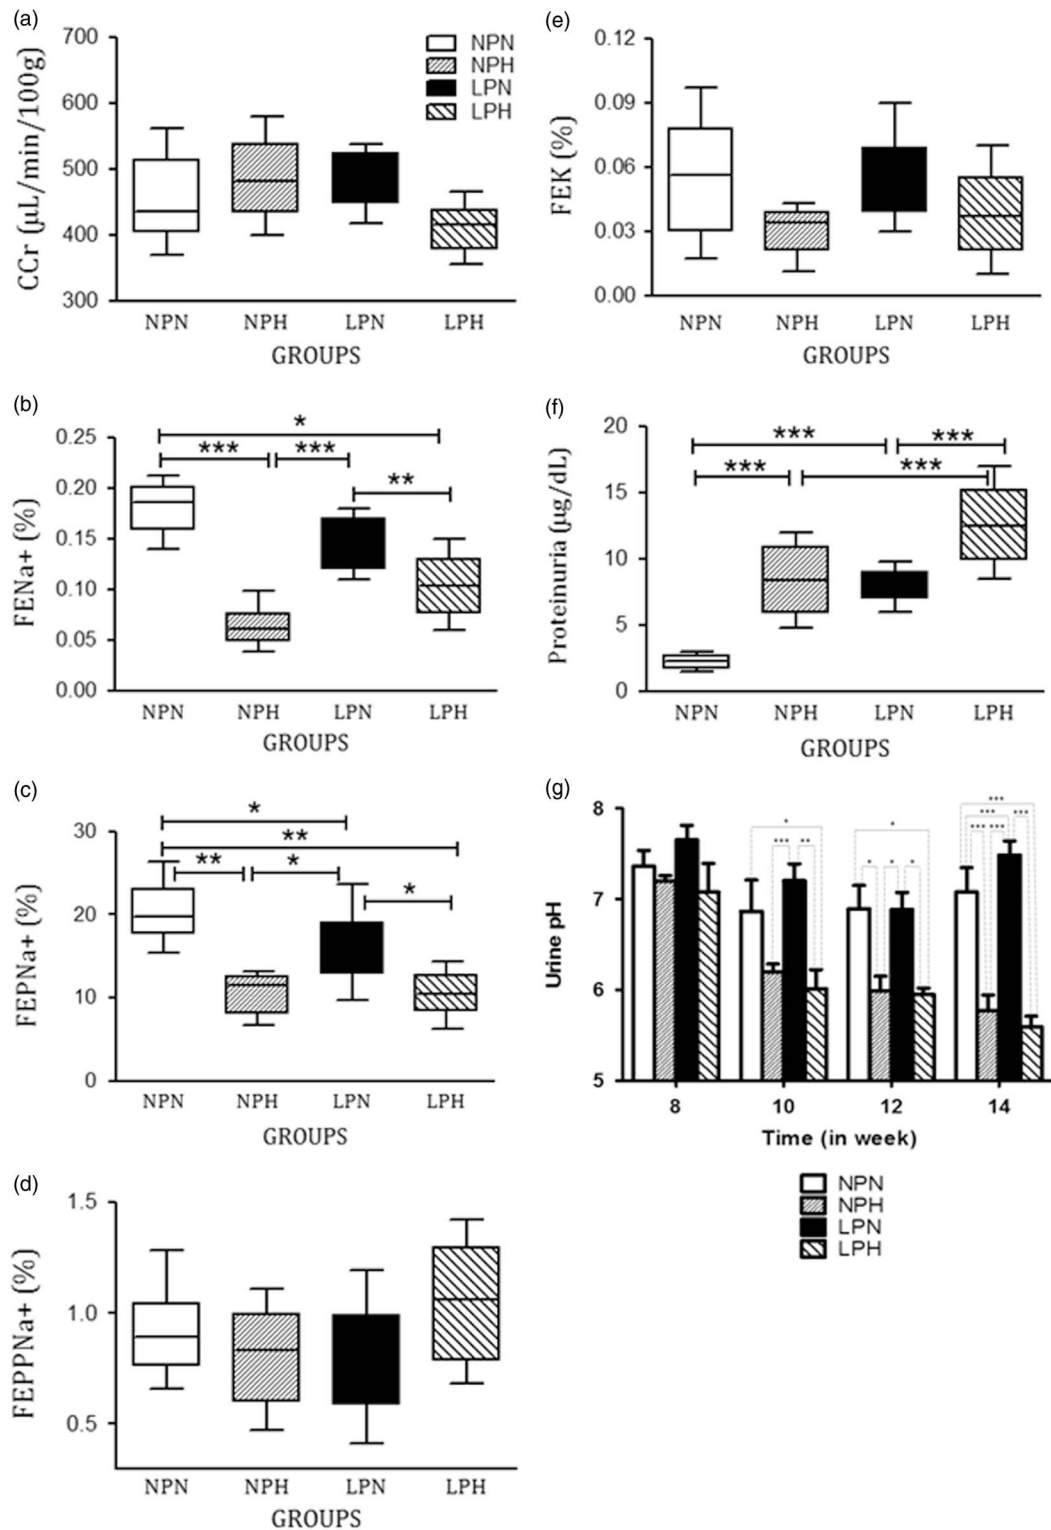 (a)
700
600
500
400
300
CCr (µL/min/100g)
NPN
NPH
LPN
LPH
NPN NPH LPN LPH
GROUPS
(b)
0.25
0.20
0.15
0.10
0.05
0.00
FENa+ (%)
*
*** ***
**
NPN NPH LPN LPH
GROUPS
(c)
30
20
10
0
FEPNa+ (%)
*
**
** *
*
NPN NPH LPN LPH
GROUPS
(d)
1.5
1.0
0.5
FEPPNa+ (%)
NPN NPH LPN LPH
GROUPS
(e)
0.12
0.09
0.06
0.03
0.00
FEK (%)
NPN NPH LPN LPH
GROUPS
(f)
20
15
10
5
0
Proteinuria (µg/dL)
*** ***
*** ***
NPN NPH LPN LPH
GROUPS
(g)
8
7
6
5
Urine pH
*
*** **
*
* * *
***
***
*** *** ***
8 10 12 14
Time (in week)
NPN
NPH
LPN
LPH